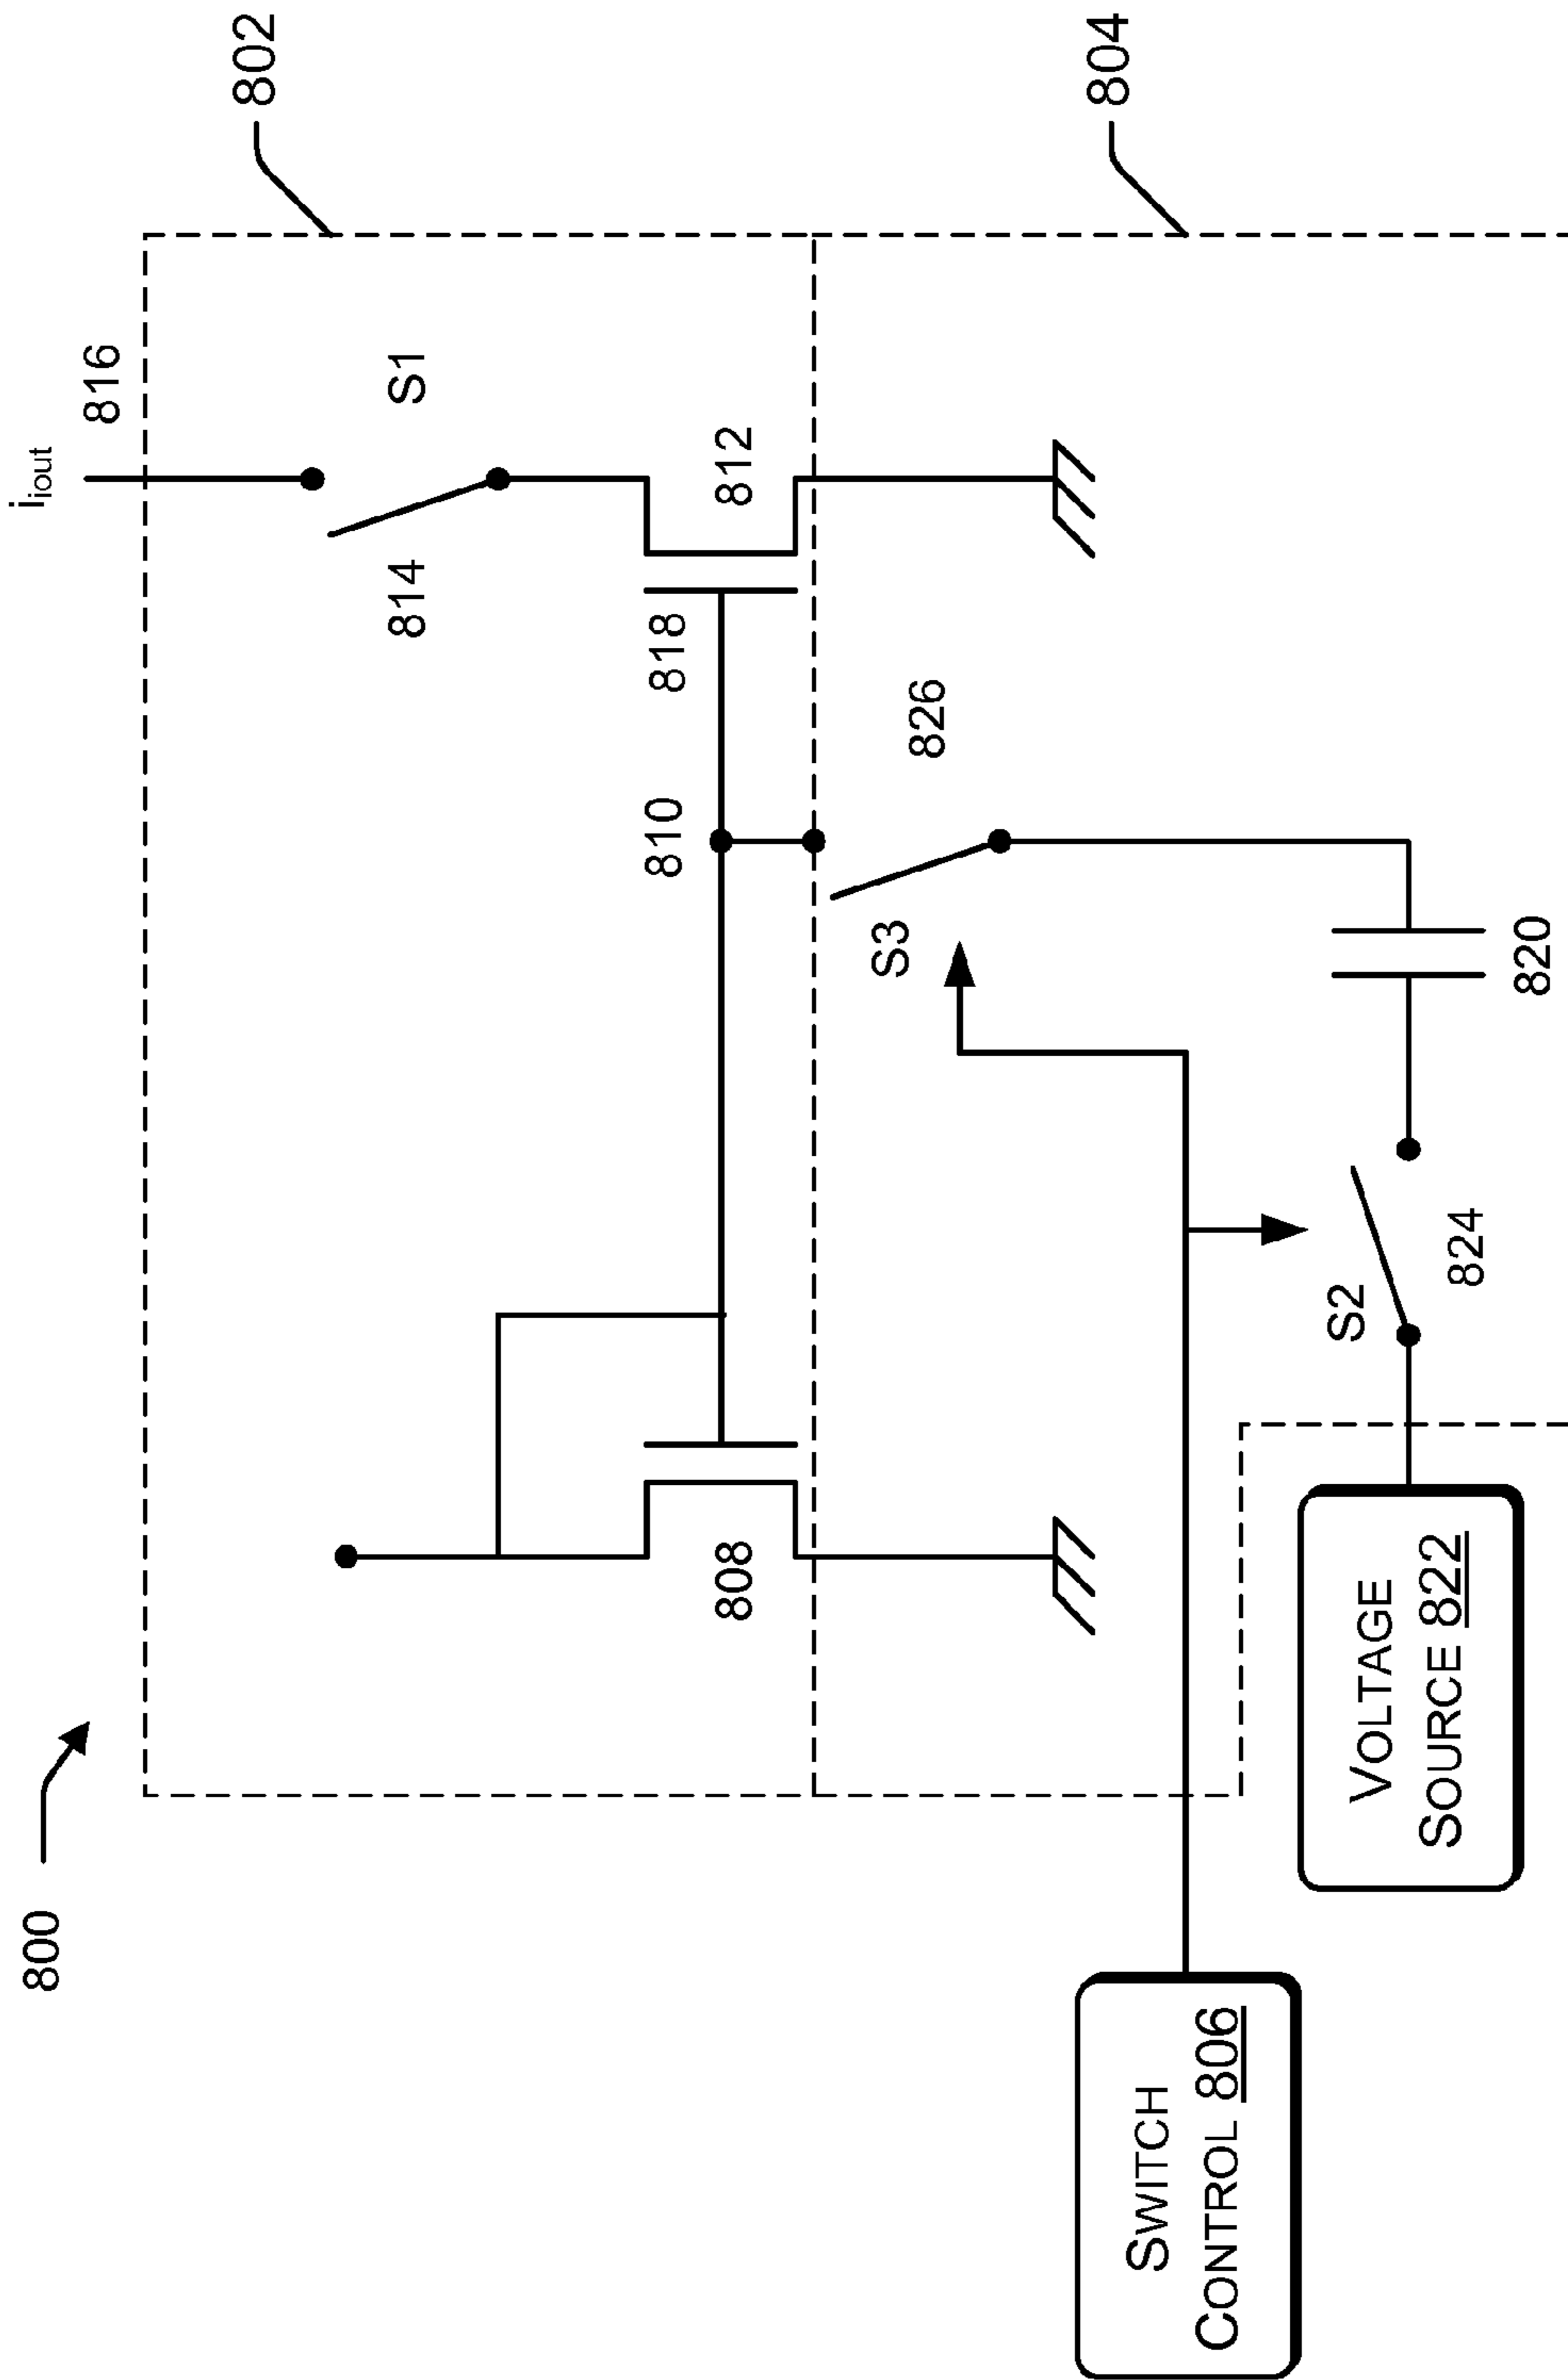 800
802
804
i_iout
816
S1
814
812
818
810
808
826
S3
820
S2
824
VOLTAGE
SOURCE 822
SWITCH
CONTROL 806